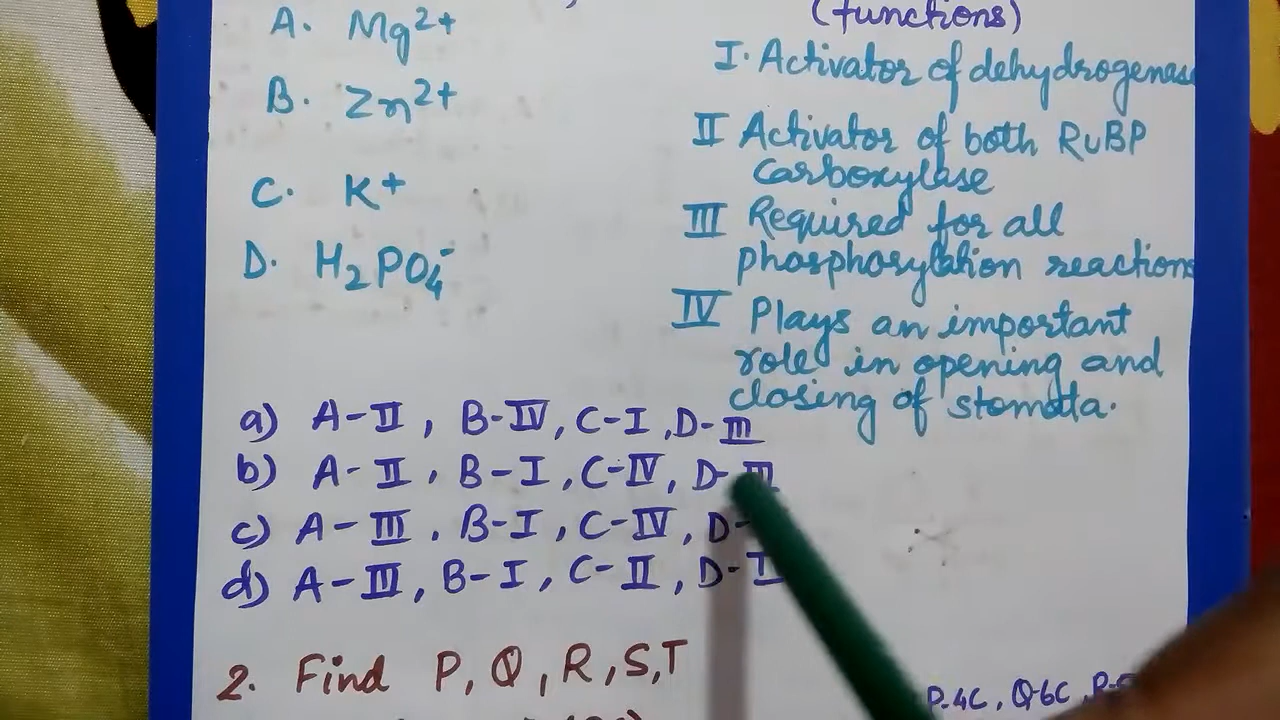 (functions)
A. Mg2+
I. Activator of dehydrogenase
B. Zn2+
II Activator of both RuBP
carboxylase
C. K+
III Required for all
phosphorylation reactions
D. H2PO4-
IV Plays an important
role in opening and
closing of stomata.
a) A-II, B-IV, C-I, D-III
b) A-II, B-I, C-IV, D-III
c) A-III, B-I, C-IV, D-
d) A-III, B-I, C-II, D-
2. Find P, Q, R, S, T
P-4C, Q-6C,